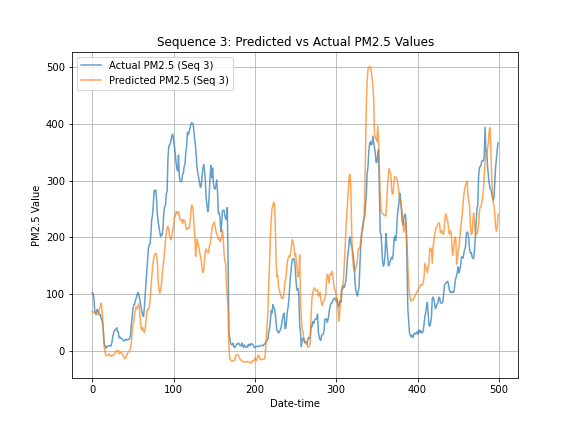 Sequence 3: Predicted vs Actual PM2.5 Values
Actual PM2.5 (Seq 3)
Predicted PM2.5 (Seq 3)
500
400
300
200
100
0
PM2.5 Value
0 100 200 300 400 500
Date-time